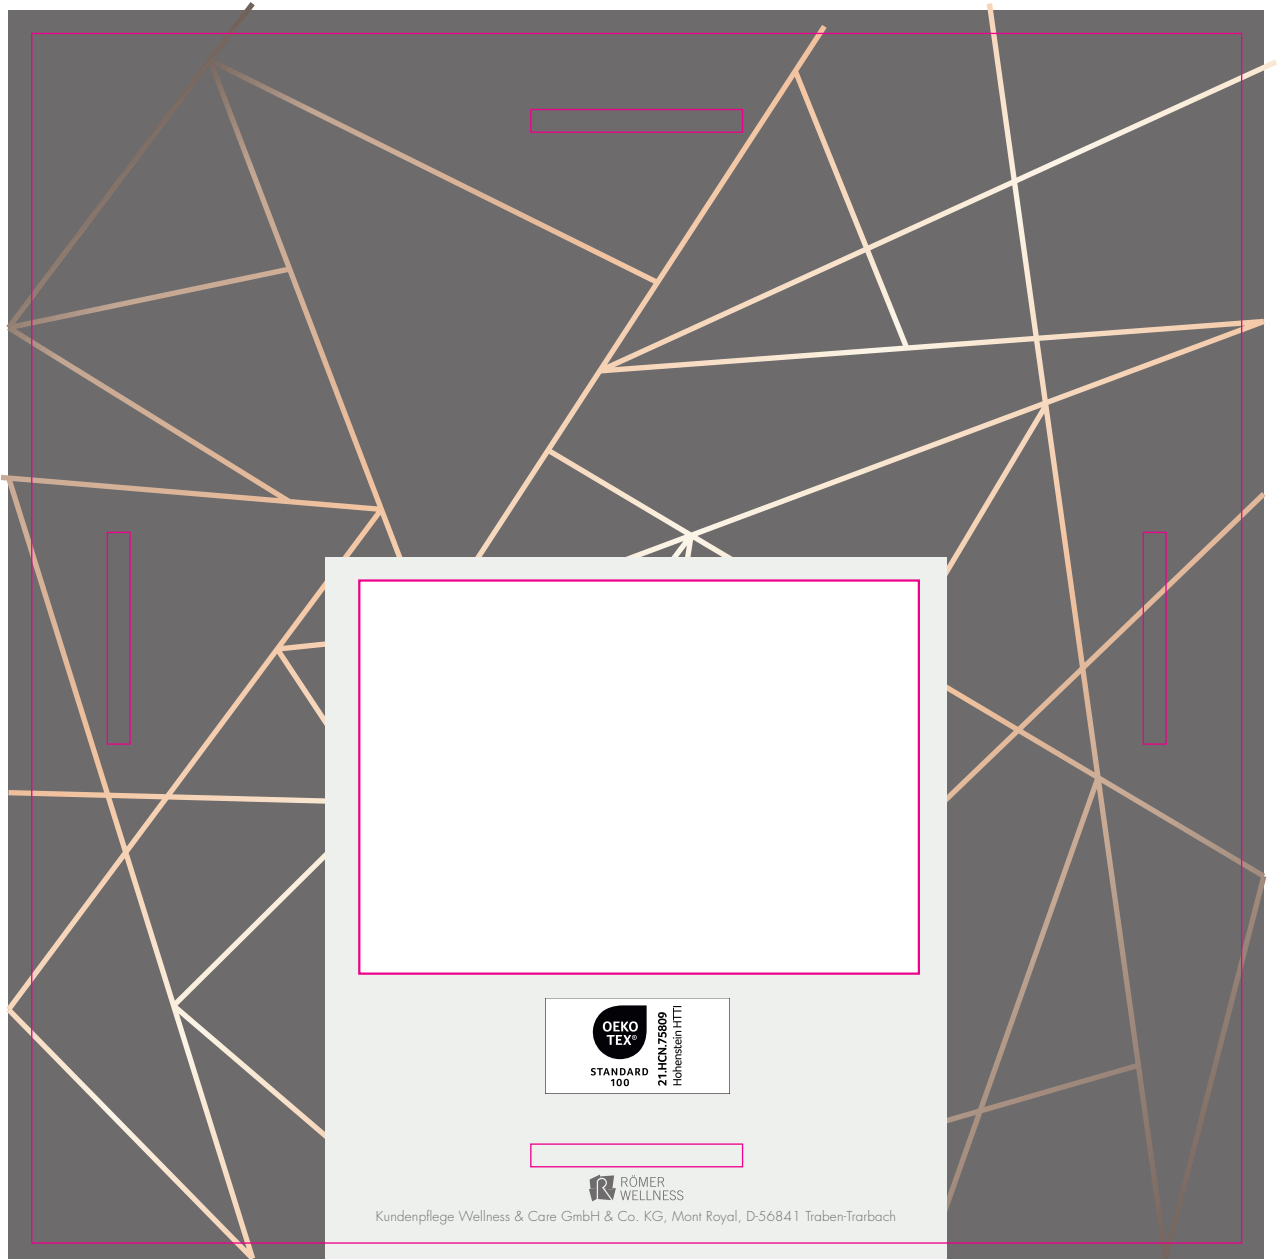 OEKO
TEX®
STANDARD
100
21.HCN.75809
Hohenstein HTTI
RÖMER
WELLNESS
Kundenpflege Wellness & Care GmbH & Co. KG, Mont Royal, D-56841 Traben-Trarbach